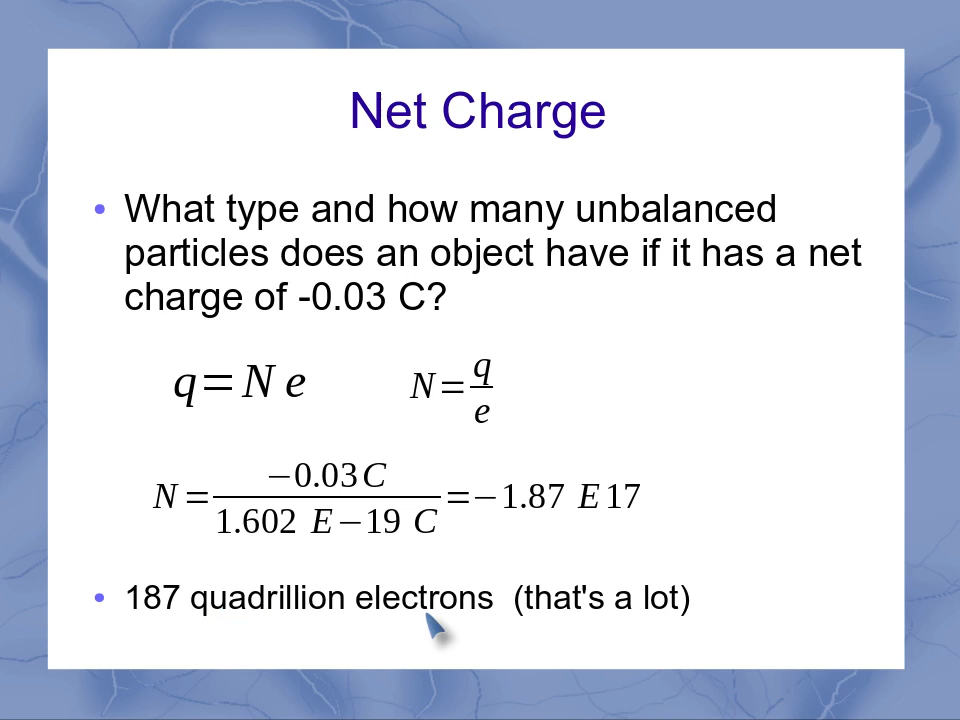 Net Charge
• What type and how many unbalanced
particles does an object have if it has a net
charge of -0.03 C?
q=N e N=q/e
N=−0.03C/1.602 E−19 C=−1.87 E17
• 187 quadrillion electrons (that's a lot)